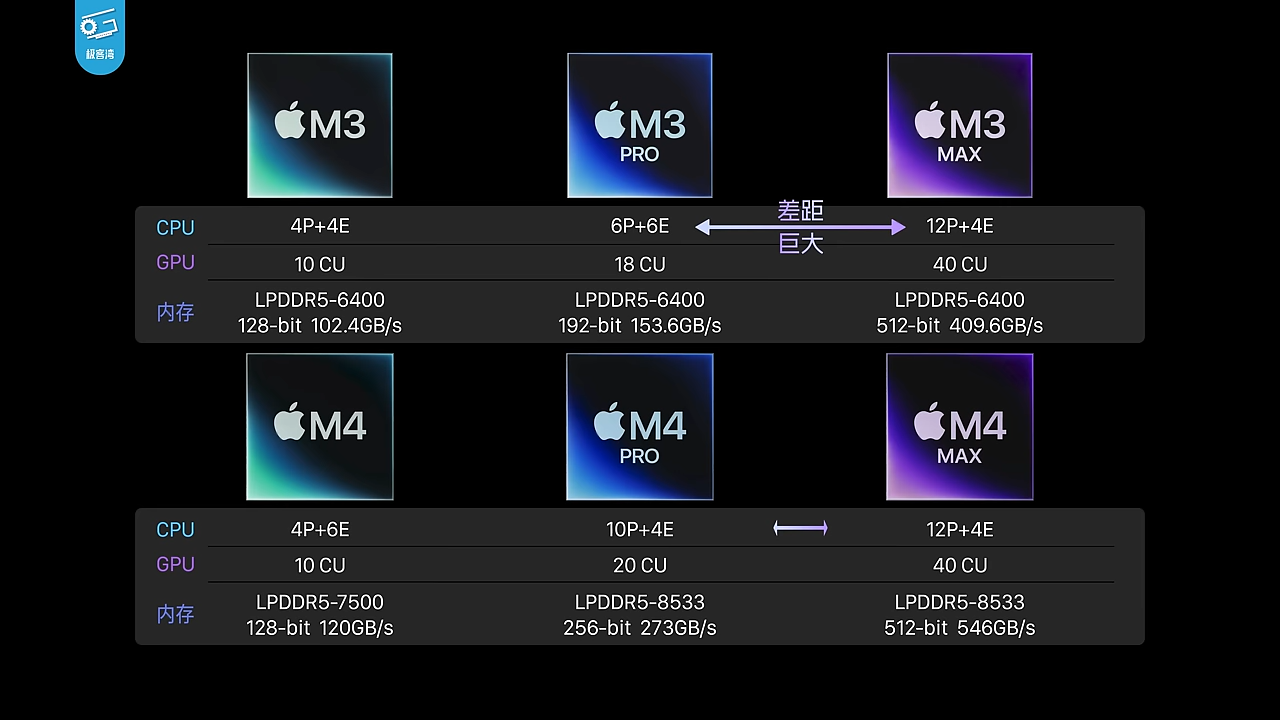 极客湾
M3
M3
PRO
M3
MAX
差距
巨大
CPU 4P+4E 6P+6E 12P+4E
GPU 10 CU 18 CU 40 CU
内存
LPDDR5-6400 LPDDR5-6400 LPDDR5-6400
128-bit 102.4GB/s 192-bit 153.6GB/s 512-bit 409.6GB/s
M4
M4
PRO
M4
MAX
CPU 4P+6E 10P+4E 12P+4E
GPU 10 CU 20 CU 40 CU
内存
LPDDR5-7500 LPDDR5-8533 LPDDR5-8533
128-bit 120GB/s 256-bit 273GB/s 512-bit 546GB/s